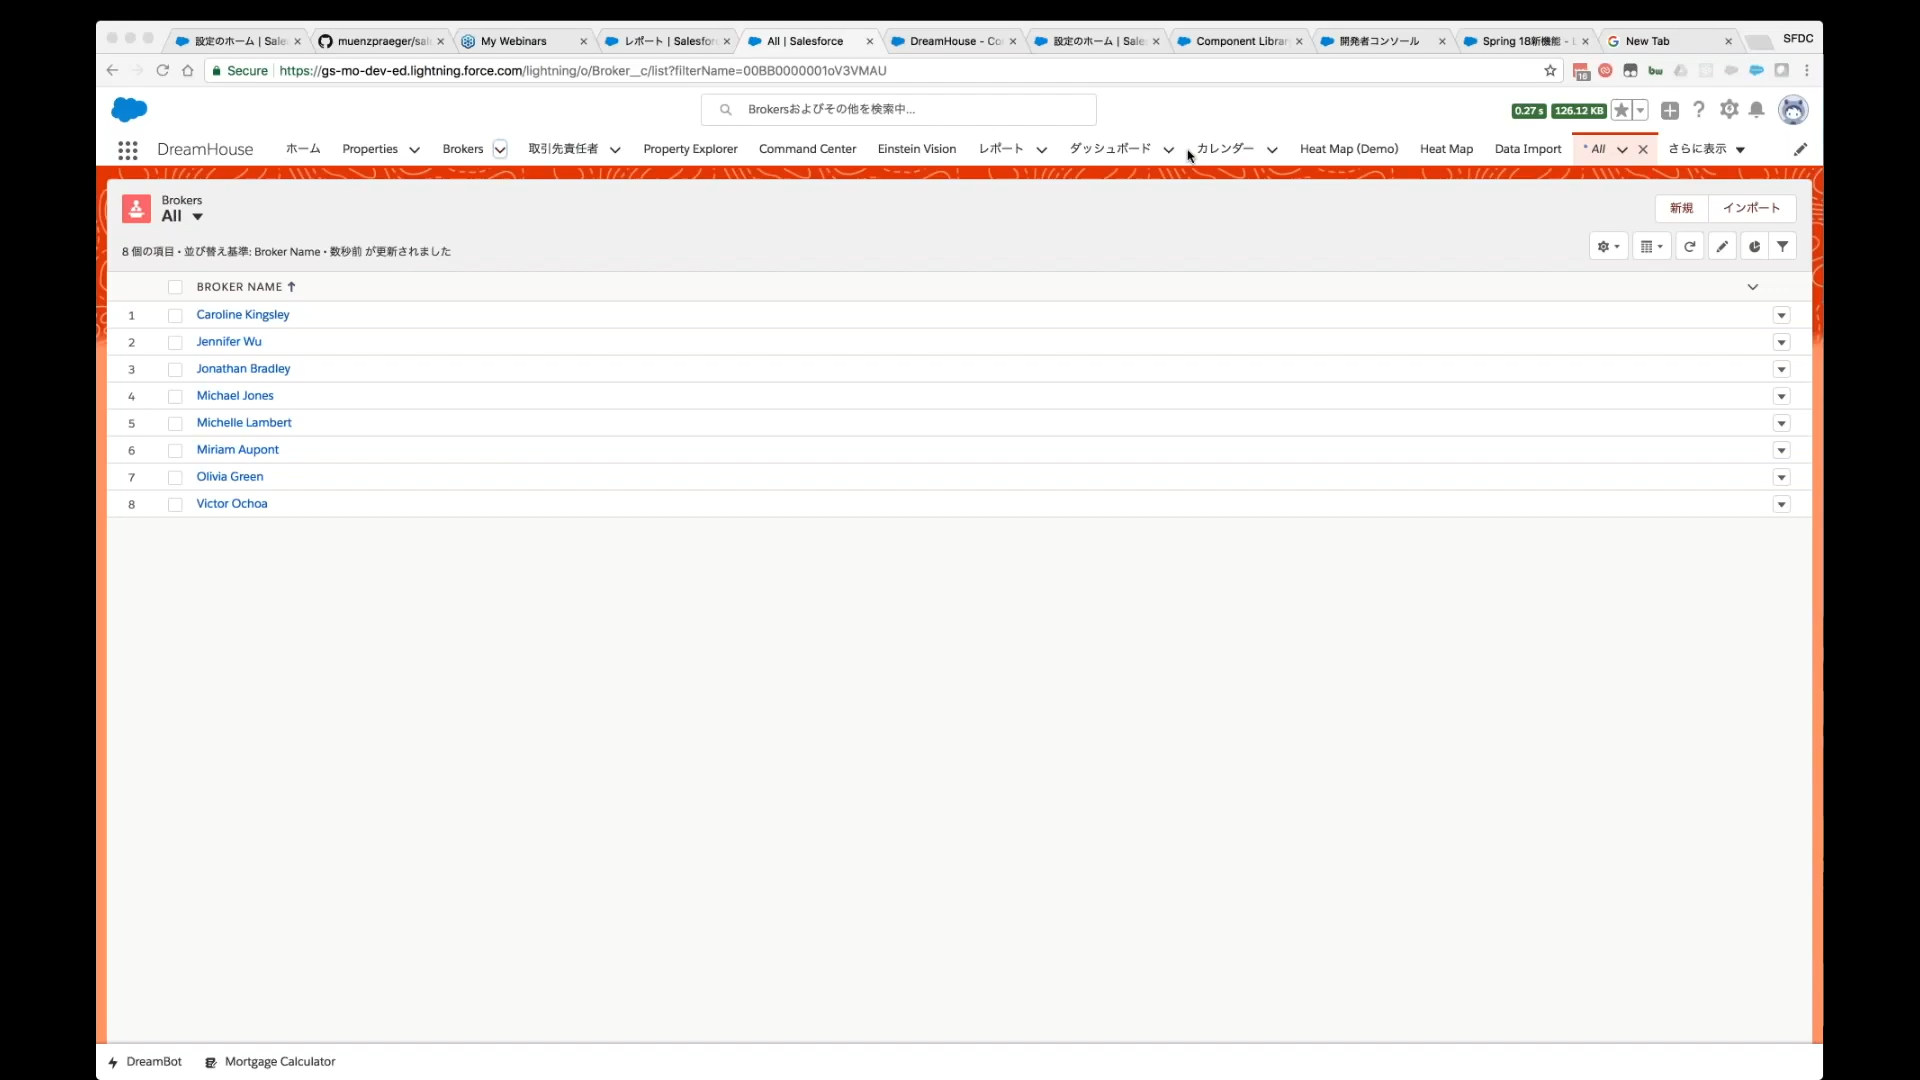 設定のホーム | Sale
muenzpraeger/sal
My Webinars
レポート | Salesfor
All | Salesforce
DreamHouse - Co
設定のホーム | Sale
Component Librar
開発者コンソール
Spring 18新機能 - L
New Tab
SFDC
Secure
https://gs-mo-dev-ed.lightning.force.com/lightning/o/Broker__c/list?filterName=00BB0000001oV3VMAU
16
bw
Brokersおよびその他を検索中...
0.27 s
126.12 KB
DreamHouse
ホーム
Properties
Brokers
取引先責任者
Property Explorer
Command Center
Einstein Vision
レポート
ダッシュボード
カレンダー
Heat Map (Demo)
Heat Map
Data Import
* All
さらに表示
Brokers
All
新規
インポート
8 個の項目 • 並び替え基準: Broker Name • 数秒前 が更新されました
BROKER NAME
1 Caroline Kingsley
2 Jennifer Wu
3 Jonathan Bradley
4 Michael Jones
5 Michelle Lambert
6 Miriam Aupont
7 Olivia Green
8 Victor Ochoa
DreamBot
Mortgage Calculator